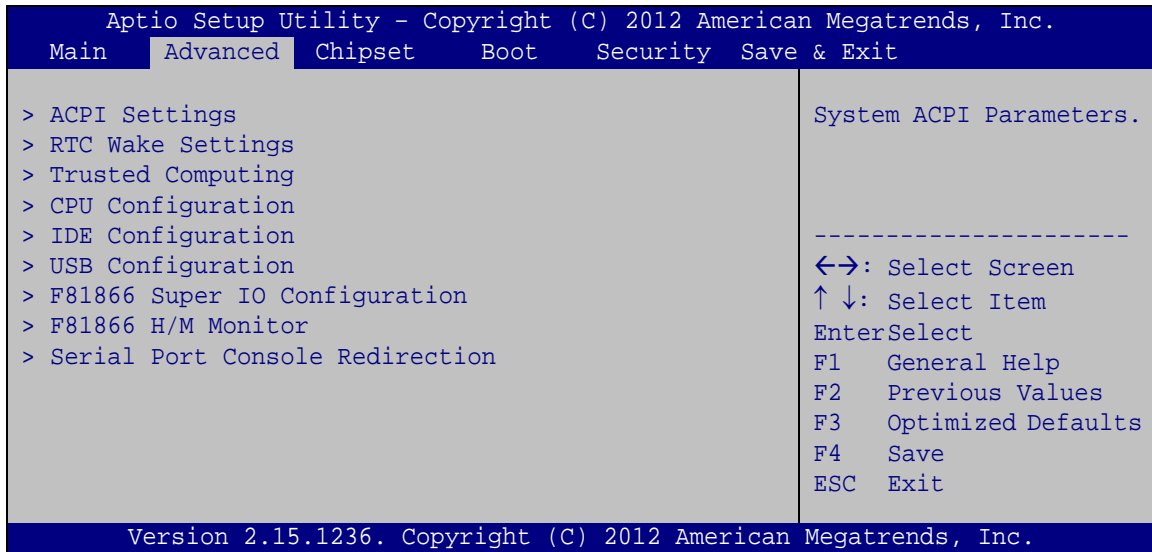 Aptio Setup Utility – Copyright (C) 2012 American Megatrends, Inc.
Main Advanced Chipset Boot Security Save & Exit
> ACPI Settings
> RTC Wake Settings
> Trusted Computing
> CPU Configuration
> IDE Configuration
> USB Configuration
> F81866 Super IO Configuration
> F81866 H/M Monitor
> Serial Port Console Redirection
System ACPI Parameters.
----------------------
←→: Select Screen
↑ ↓: Select Item
EnterSelect
F1 General Help
F2 Previous Values
F3 Optimized Defaults
F4 Save
ESC Exit
Version 2.15.1236. Copyright (C) 2012 American Megatrends, Inc.